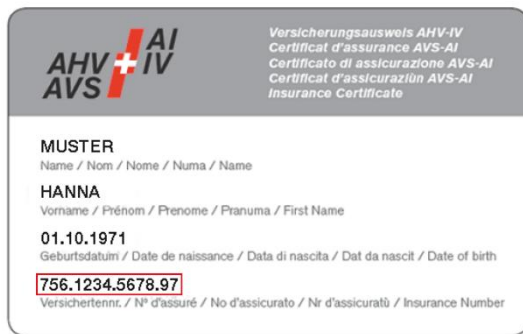 AHV AI
AVS IV
Versicherungsausweis AHV-IV
Certificat d'assurance AVS-AI
Certificato di assicurazione AVS-AI
Certificat d'assicuraziùn AVS-AI
Insurance Certificate
MUSTER
Name / Nom / Nome / Numa / Name
HANNA
Vorname / Prénom / Prenome / Pranuma / First Name
01.10.1971
Geburtsdatum / Date de naissance / Data di nascita / Dat da nascit / Date of birth
756.1234.5678.97
Versichertennr. / N° d'assuré / No d'assicurato / Nr d'assicuratü / Insurance Number